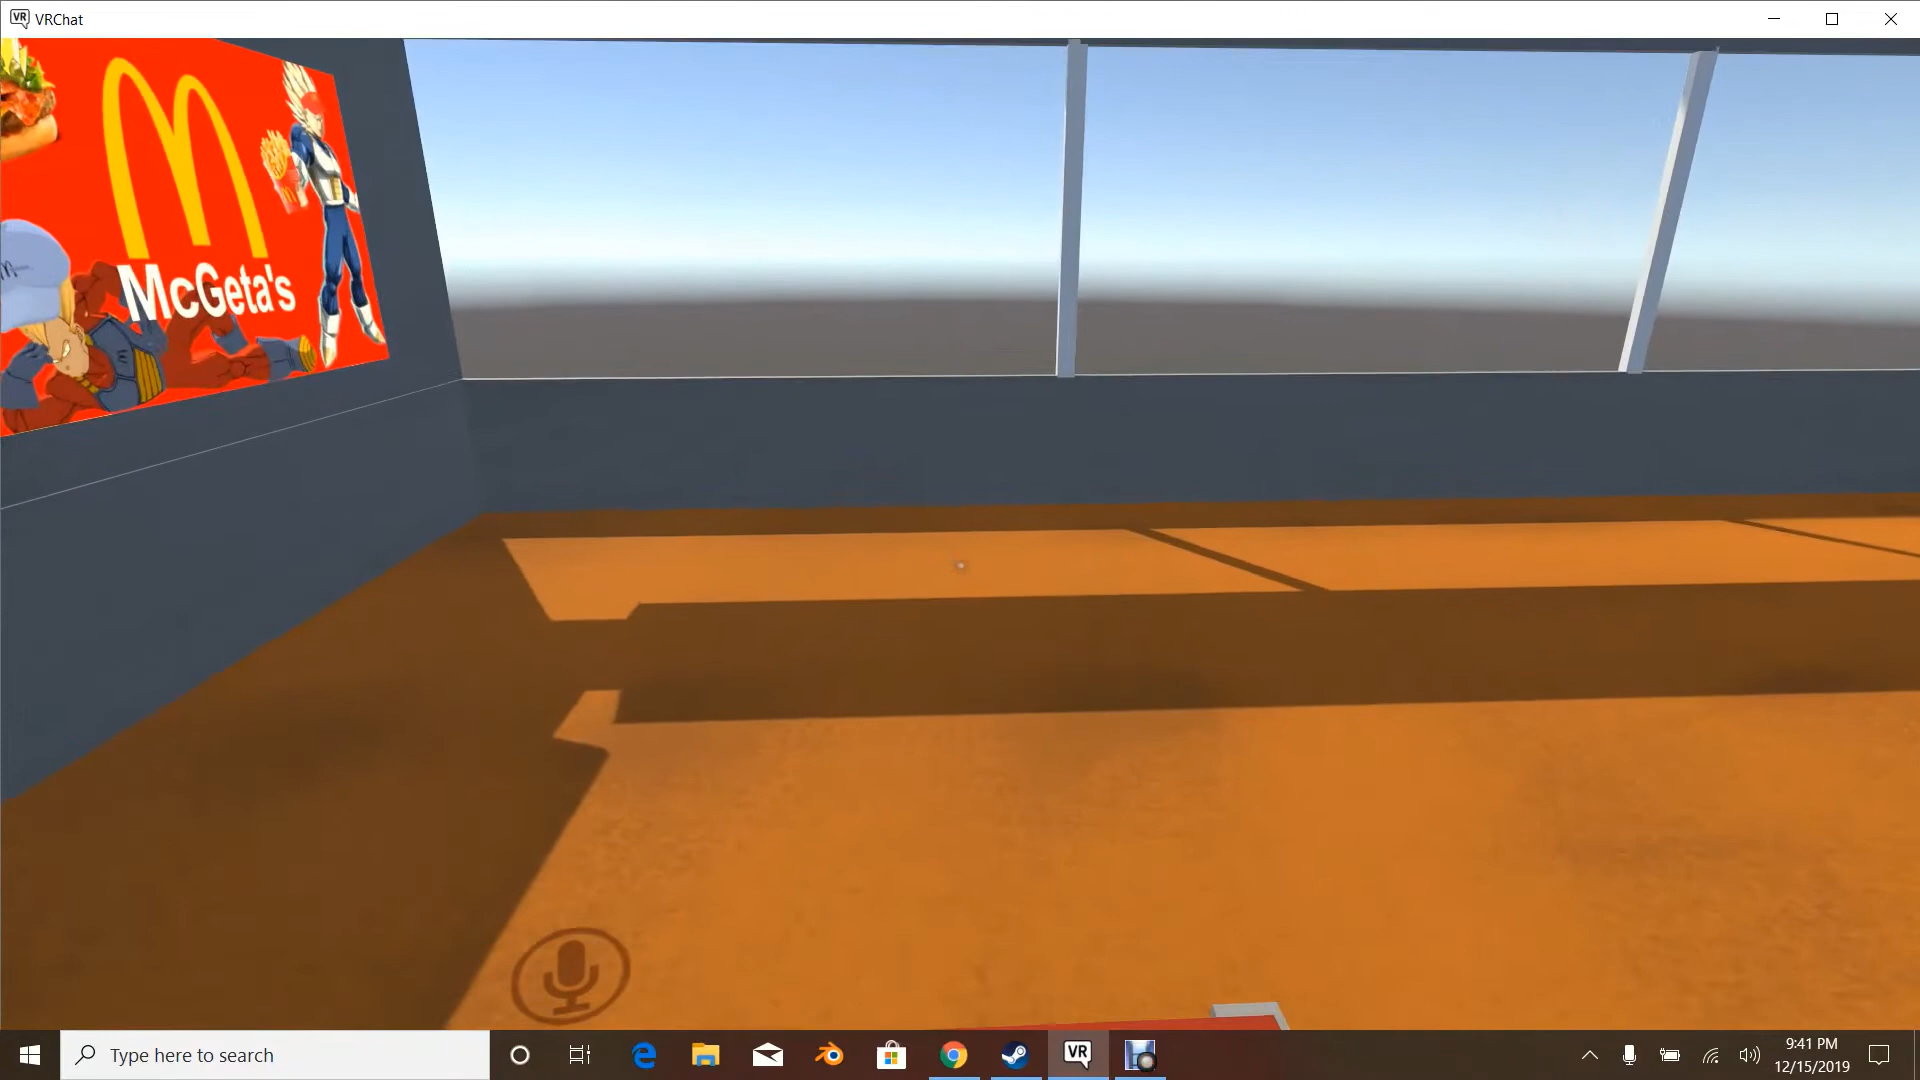 VRChat
McGeta's
Type here to search
VR
9:41 PM
12/15/2019